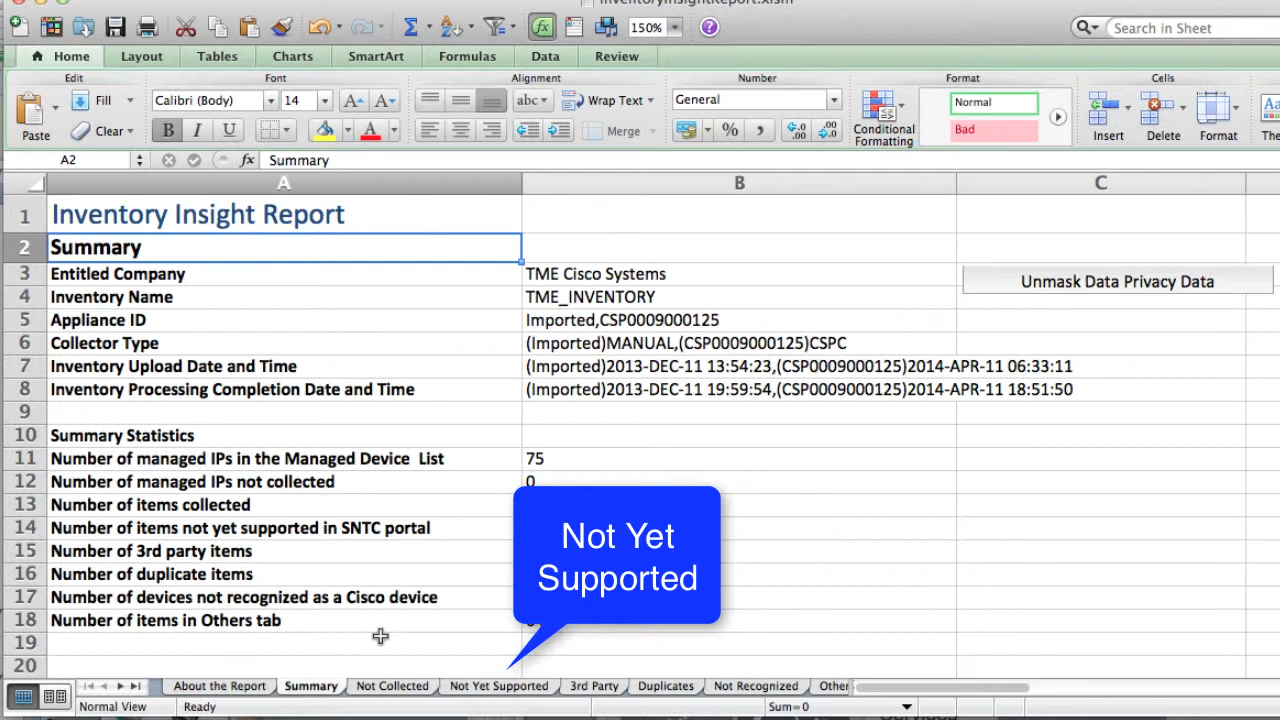 InventoryInsightReport.xlsm
150%
Search in Sheet
Home Layout Tables Charts SmartArt Formulas Data Review
Edit Font Alignment Number Format Cells
Fill Calibri (Body) 14 abc Wrap Text General Normal
Paste Clear B I U A Merge % Conditional Formatting Bad Insert Delete Format
A2 fx Summary
A B C
1 Inventory Insight Report
2 Summary
3 Entitled Company TME Cisco Systems Unmask Data Privacy Data
4 Inventory Name TME_INVENTORY
5 Appliance ID Imported,CSP0009000125
6 Collector Type (Imported)MANUAL,(CSP0009000125)CSPC
7 Inventory Upload Date and Time (Imported)2013-DEC-11 13:54:23,(CSP0009000125)2014-APR-11 06:33:11
8 Inventory Processing Completion Date and Time (Imported)2013-DEC-11 19:59:54,(CSP0009000125)2014-APR-11 18:51:50
9
10 Summary Statistics
11 Number of managed IPs in the Managed Device List 75
12 Number of managed IPs not collected 0
13 Number of items collected
14 Number of items not yet supported in SNTC portal
15 Number of 3rd party items
16 Number of duplicate items
17 Number of devices not recognized as a Cisco device
18 Number of items in Others tab
19
20
Not Yet
Supported
About the Report Summary Not Collected Not Yet Supported 3rd Party Duplicates Not Recognized Other
Normal View Ready Sum=0